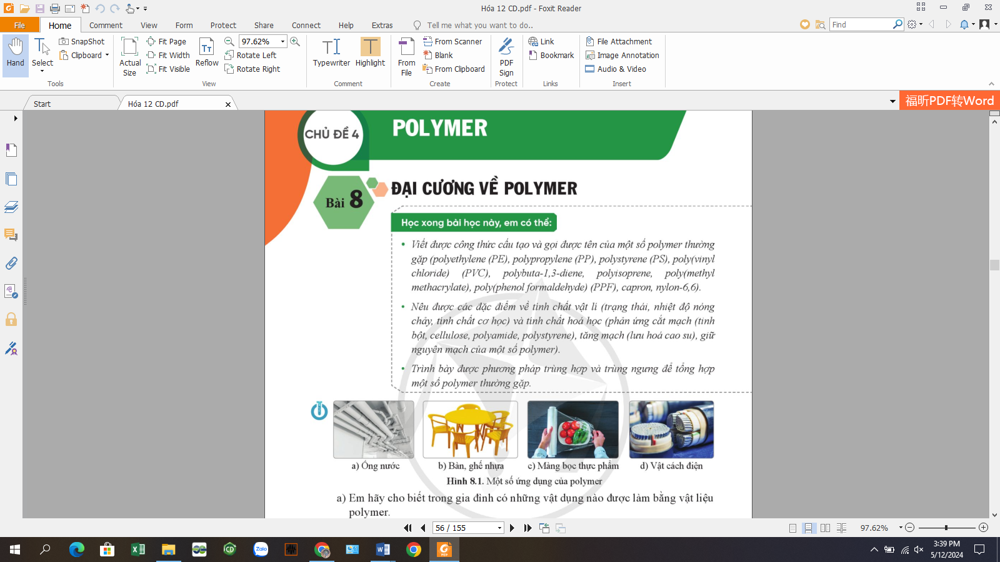 Hóa 12 CD.pdf - Foxit Reader
File Home Comment View Form Protect Share Connect Help Extras Tell me what you want to do.. Find
Hand
Select
SnapShot
Clipboard
Tools
Actual
Size
Fit Page
Fit Width
Fit Visible
Reflow
97.62%
Rotate Left
Rotate Right
View
Typewriter
Highlight
Comment
From
File
From Scanner
Blank
From Clipboard
Create
PDF
Sign
Protect
Link
Bookmark
Links
File Attachment
Image Annotation
Audio & Video
Insert
Start
Hóa 12 CD.pdf
福昕PDF转Word
CHỦ ĐỀ 4
POLYMER
Bài 8
ĐẠI CƯƠNG VỀ POLYMER
Học xong bài học này, em có thể:
• Viết được công thức cấu tạo và gọi được tên của một số polymer thường
gặp (polyethylene (PE), polypropylene (PP), polystyrene (PS), poly(vinyl
chloride) (PVC), polybuta-1,3-diene, polyisoprene, poly(methyl
methacrylate), poly(phenol formaldehyde) (PPF), capron, nylon-6,6).
• Nêu được các đặc điểm về tính chất vật lí (trạng thái, nhiệt độ nóng
chảy, tính chất cơ học) và tính chất hoá học (phản ứng cắt mạch (tinh
bột, cellulose, polyamide, polystyrene), tăng mạch (lưu hoá cao su), giữ
nguyên mạch của một số polymer).
• Trình bày được phương pháp trùng hợp và trùng ngưng để tổng hợp
một số polymer thường gặp.
a) Ống nước
b) Bàn, ghế nhựa
c) Màng bọc thực phẩm
d) Vật cách điện
Hình 8.1. Một số ứng dụng của polymer
a) Em hãy cho biết trong gia đình có những vật dụng nào được làm bằng vật liệu
polymer.
56 / 155
97.62%
Zalo
3:39 PM
5/12/2024